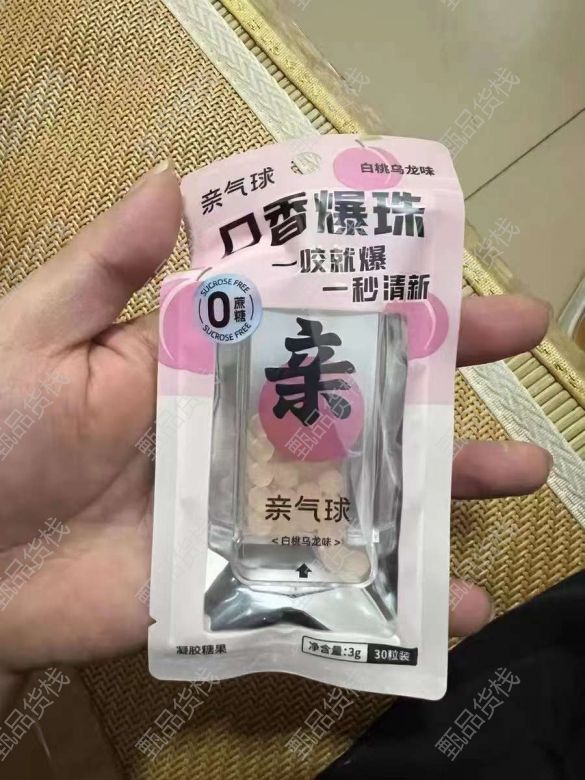 亲气球
白桃乌龙味
口香爆珠
一咬就爆
一秒清新
SUCROSE FREE
0蔗糖
SUCROSE FREE
亲
亲气球
<白桃乌龙味>
凝胶糖果
净含量:3g 30粒装
甄品货栈